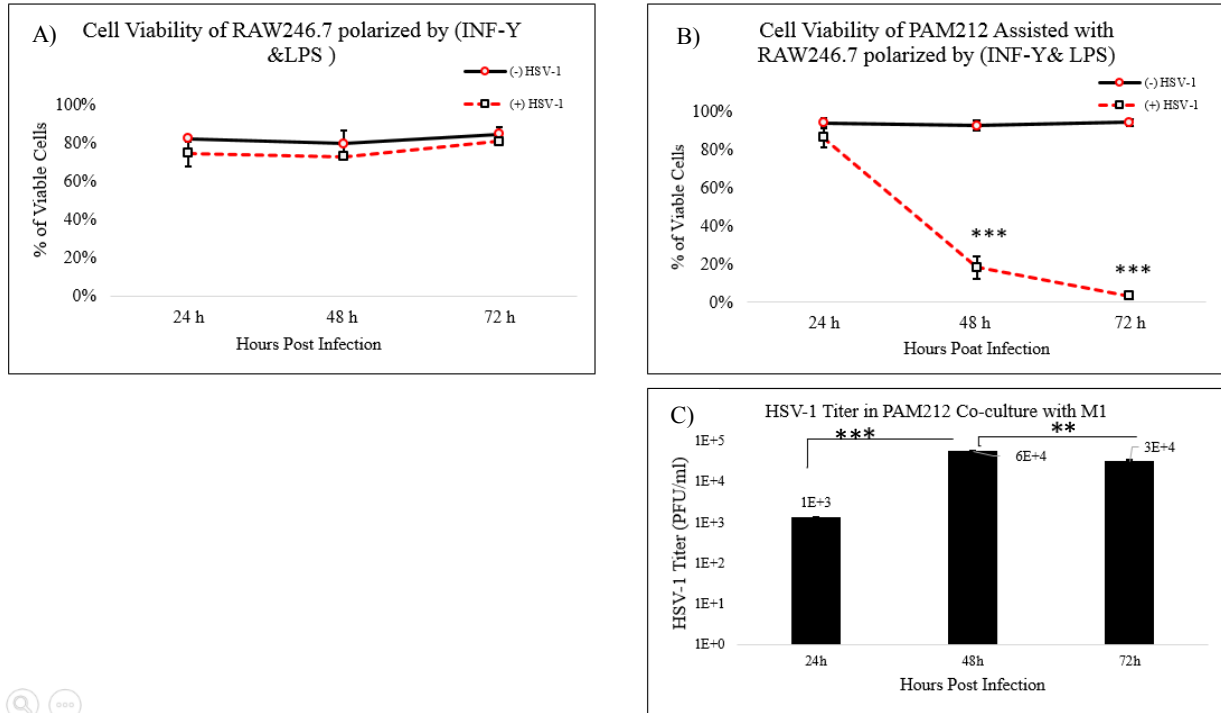 A)
Cell Viability of RAW246.7 polarized by (INF-Y
&LPS )
(-) HSV-1
(+) HSV-1
% of Viable Cells
100%
80%
60%
40%
20%
0%
24 h 48 h 72 h
Hours Post Infection
B)
Cell Viability of PAM212 Assisted with
RAW246.7 polarized by (INF-Y& LPS)
(-) HSV-1
(+) HSV-1
% of Viable Cells
100%
80%
60%
40%
20%
0%
***
***
24 h 48 h 72 h
Hours Poat Infection
C)
HSV-1 Titer in PAM212 Co-culture with M1
HSV-1 Titer (PFU/ml)
1E+5
1E+4
1E+3
1E+2
1E+1
1E+0
***
**
1E+3
6E+4
3E+4
24h 48h 72h
Hours Post Infection